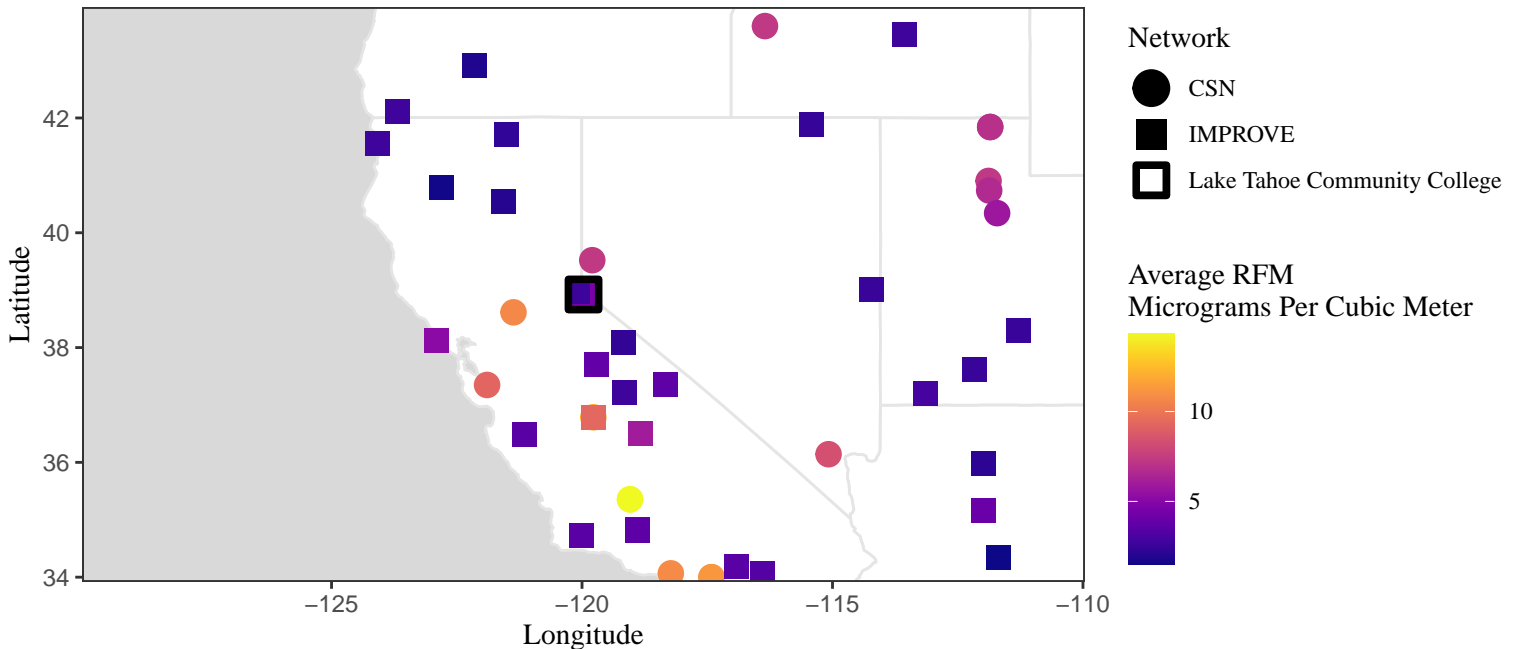 Network
CSN
IMPROVE
Lake Tahoe Community College
Average RFM
Micrograms Per Cubic Meter
10
5
42
40
38
36
34
Latitude
−125
−120
−115
−110
Longitude